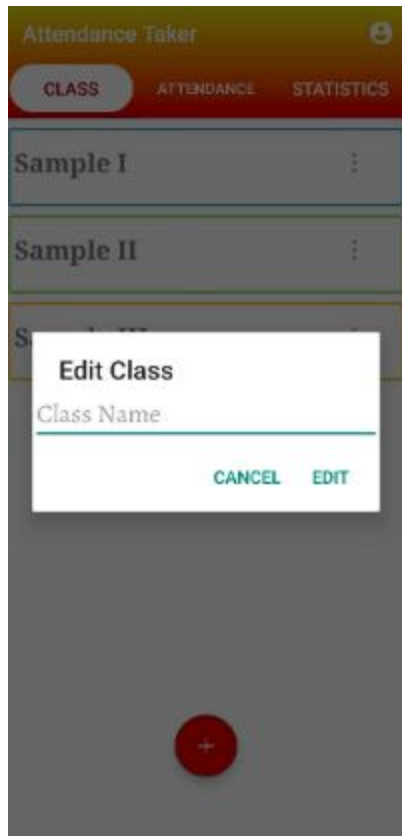 Attendance Taker
CLASS ATTENDANCE STATISTICS
Sample I
Sample II
Edit Class
Class Name
CANCEL EDIT
+